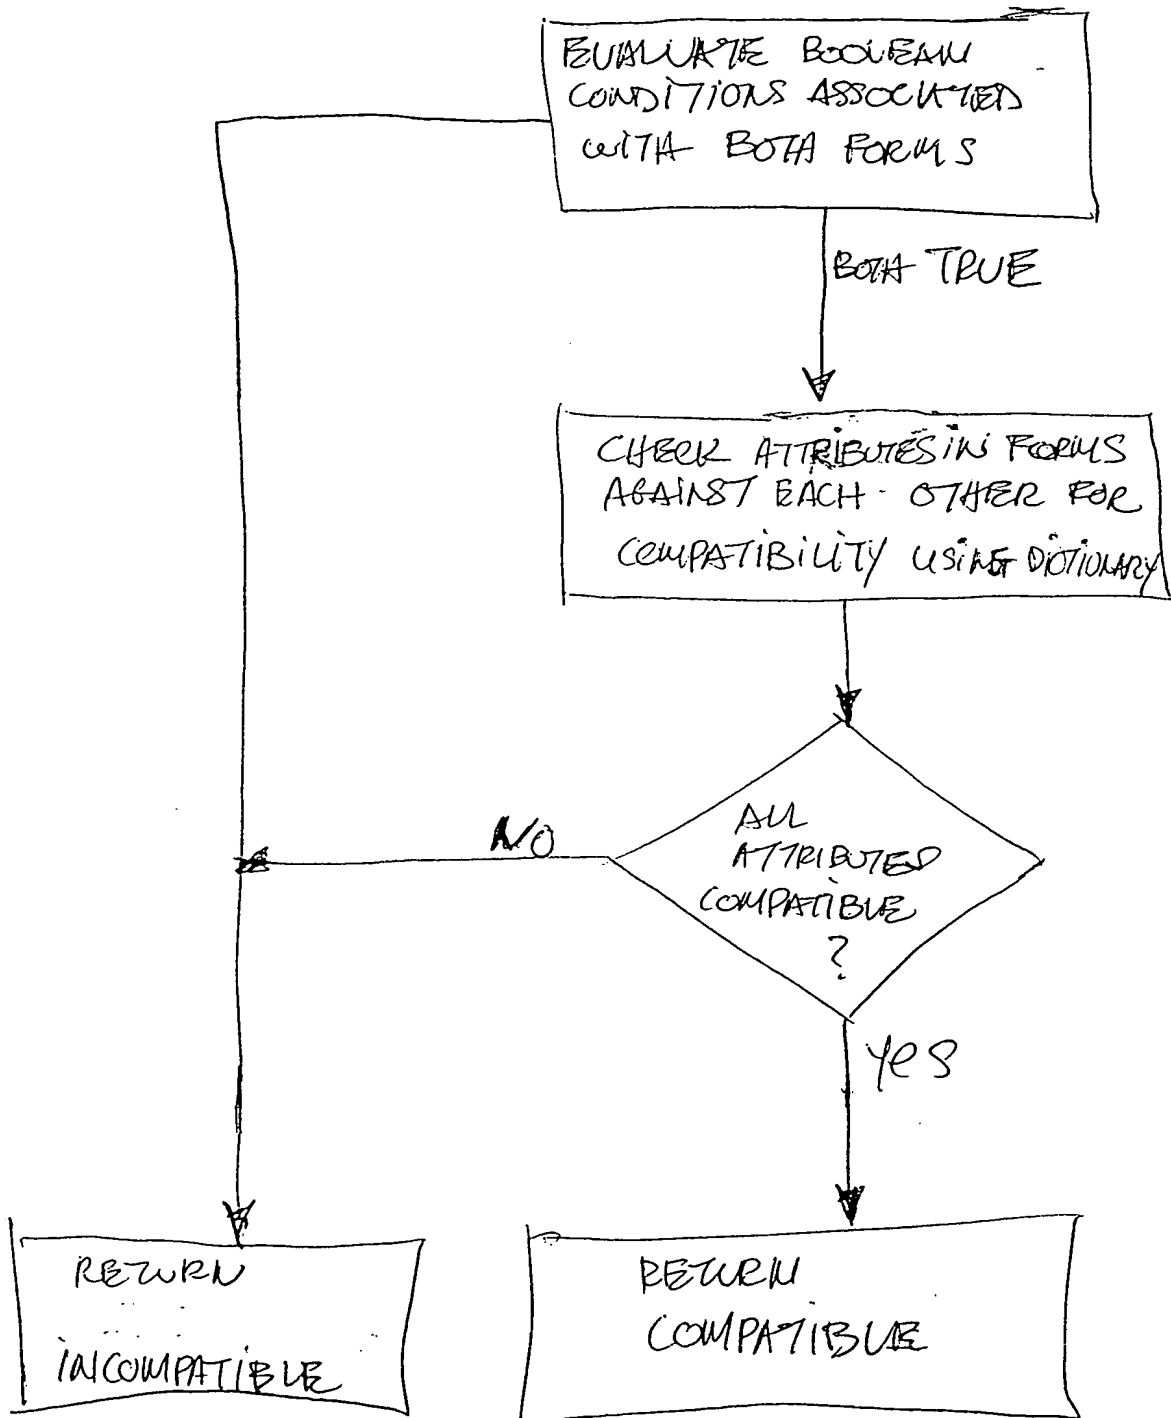 EVALUATE BOOLEAN
CONDITIONS ASSOCIATED
WITH BOTH FORMS
BOTH TRUE
CHECK ATTRIBUTES IN FORMS
AGAINST EACH - OTHER FOR
COMPATIBILITY USING DICTIONARY
ALL
ATTRIBUTED
COMPATIBLE
?
NO
YES
RETURN
INCOMPATIBLE
RETURN
COMPATIBLE